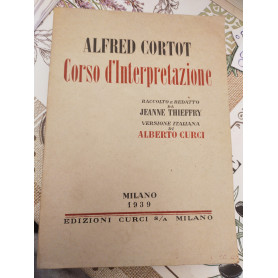 ALFRED CORTOT
Corso d'Interpretazione
RACCOLTO e REDATTO
DA
JEANNE THIEFFRY
VERSIONE ITALIANA
DI
ALBERTO CURCI
MILANO
1939
EDIZIONI CURCI S/A MILANO